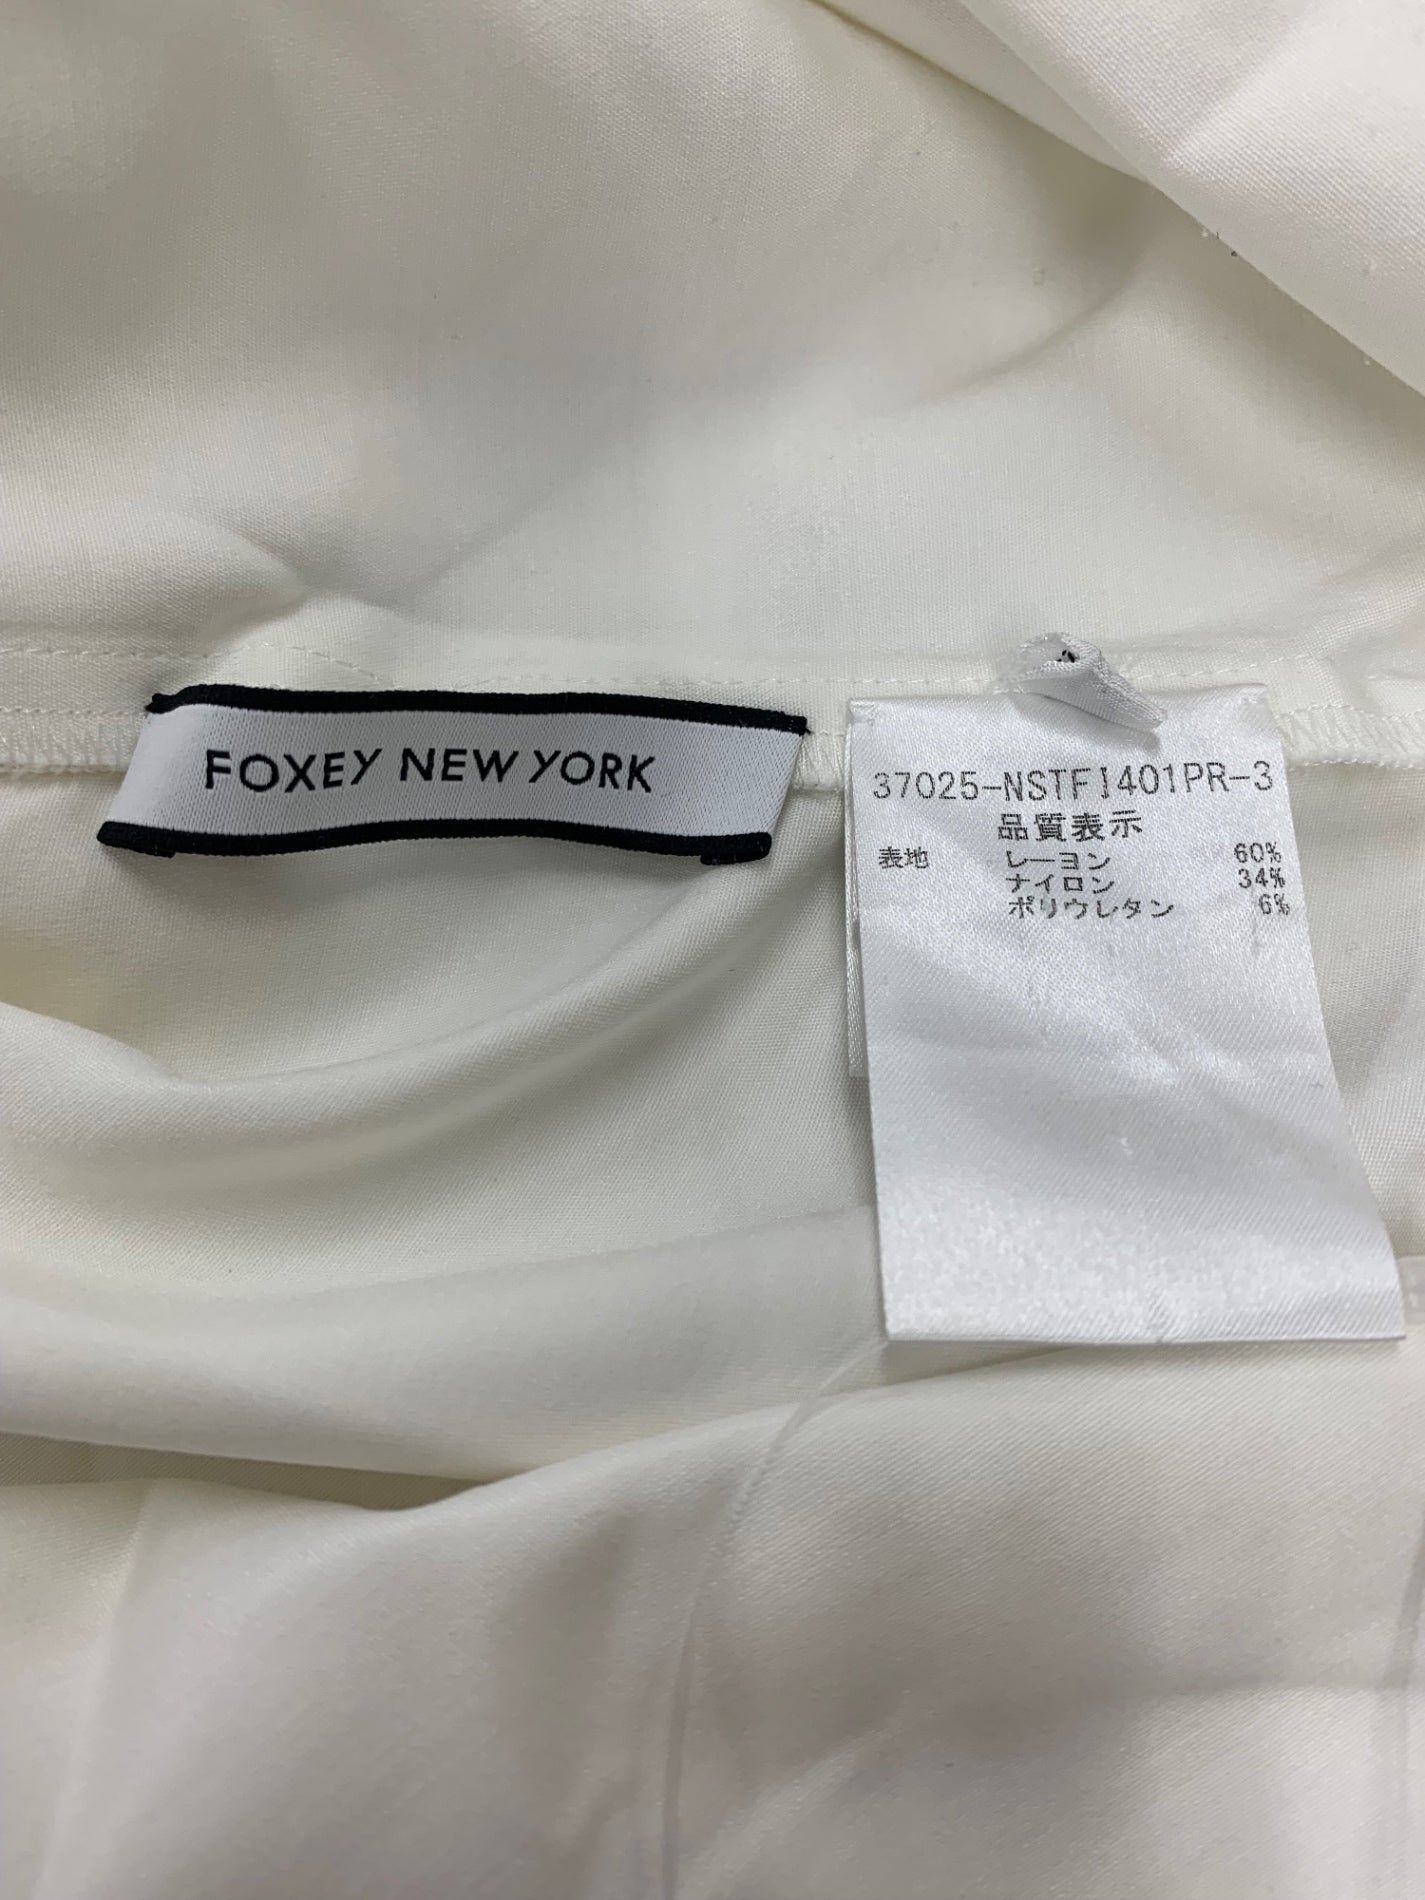 FOXEY NEW YORK
37025-NSTFI401PR-3
品質表示
表地 レーヨン 60%
ナイロン 34%
ポリウレタン 6%